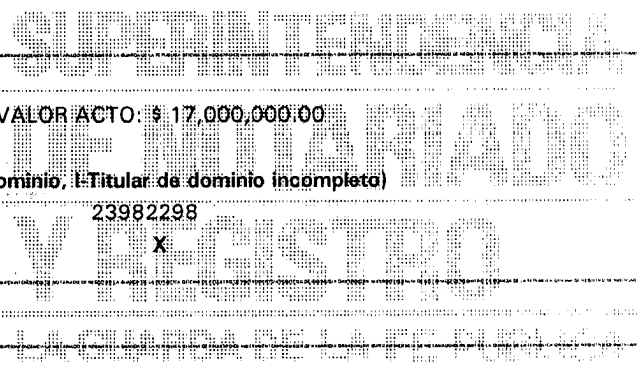 SUPERINTENDENCIA
VALOR ACTO: $ 17,000,000.00
DE NOTARIADO
ominio, I-Titular de dominio incompleto)
23982298
X
Y REGISTRO
LA GUARDA DE LA FE PUBLICA